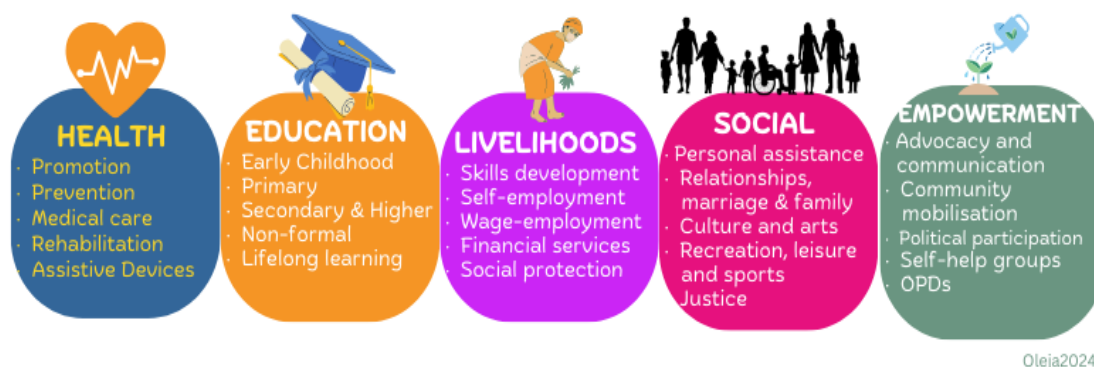 HEALTH
· Promotion
· Prevention
· Medical care
· Rehabilitation
· Assistive Devices
EDUCATION
· Early Childhood
· Primary
· Secondary & Higher
· Non-formal
· Lifelong learning
LIVELIHOODS
· Skills development
· Self-employment
· Wage-employment
· Financial services
· Social protection
SOCIAL
· Personal assistance
· Relationships,
marriage & family
· Culture and arts
· Recreation, leisure
and sports
· Justice
EMPOWERMENT
· Advocacy and
communication
· Community
mobilisation
· Political participation
· Self-help groups
· OPDs
Oleia2024